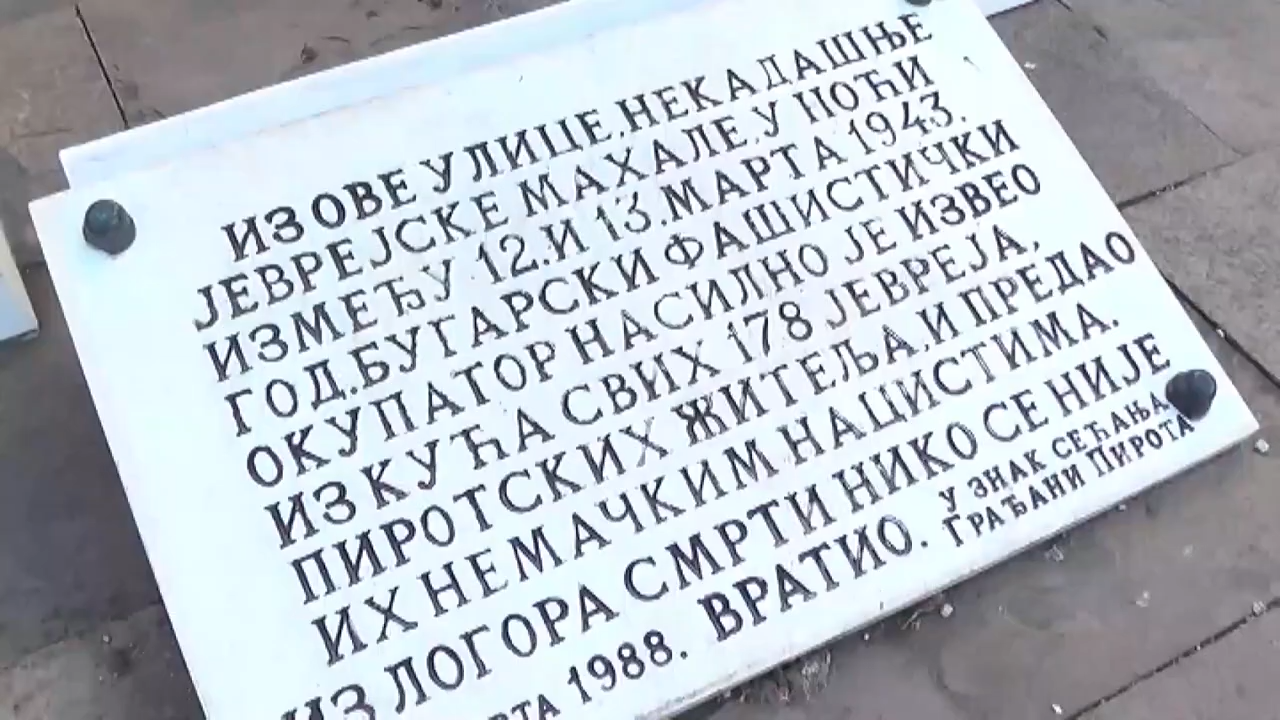 ИЗ ОВЕ УЛИЦЕ, НЕКАДАШЊЕ
ЈЕВРЕЈСКЕ МАХАЛЕ, У ПОЋИ
ИЗМЕЂУ 12. И 13. МАРТА 1943.
ГОД. БУГАРСКИ ФАШИСТИЧКИ
ОКУПАТОР НАСИЛНО ЈЕ ИЗВЕО
ИЗ КУЋА СВИХ 178 ЈЕВРЕЈА,
ПИРОТСКИХ ЖИТЕЉА, И ПРЕДАО
ИХ НЕМАЧКИМ НАЦИСТИМА.
ИЗ ЛОГОРА СМРТИ НИКО СЕ НИЈЕ
ВРАТИО.
У ЗНАК СЕЋАЊА,
ГРАЂАНИ ПИРОТА
1988.